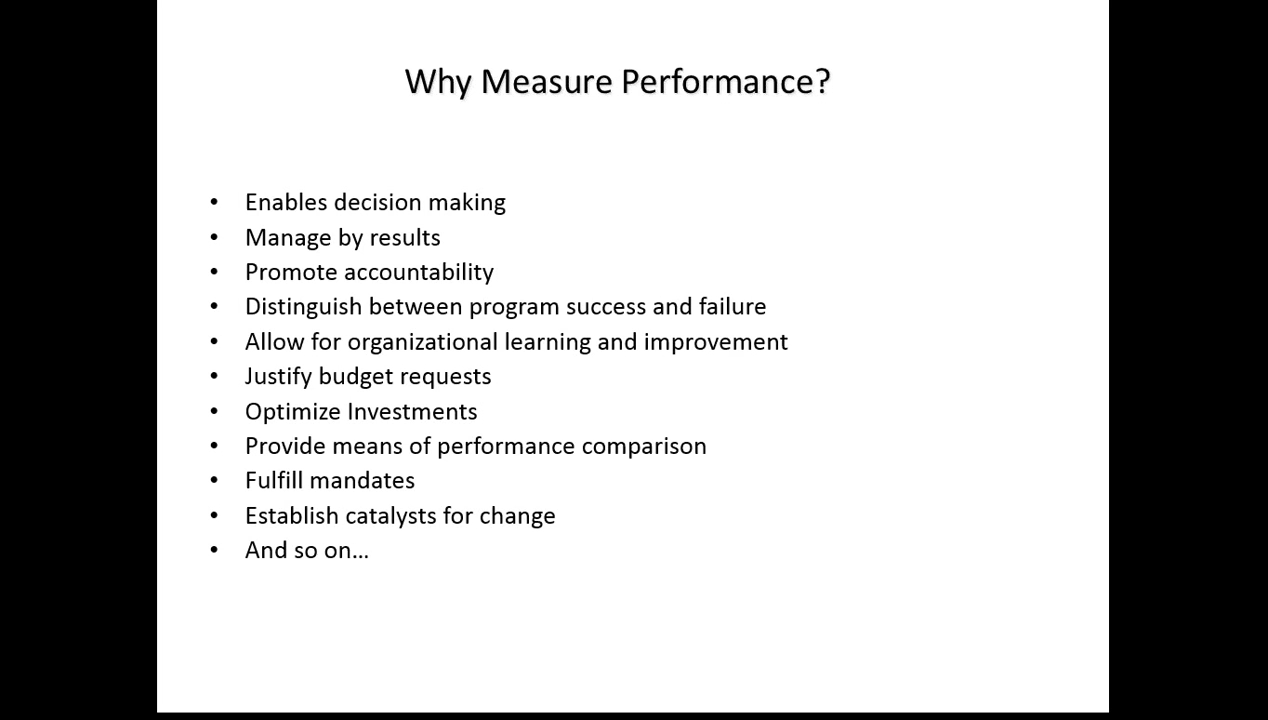 Why Measure Performance?
• Enables decision making
• Manage by results
• Promote accountability
• Distinguish between program success and failure
• Allow for organizational learning and improvement
• Justify budget requests
• Optimize Investments
• Provide means of performance comparison
• Fulfill mandates
• Establish catalysts for change
• And so on…